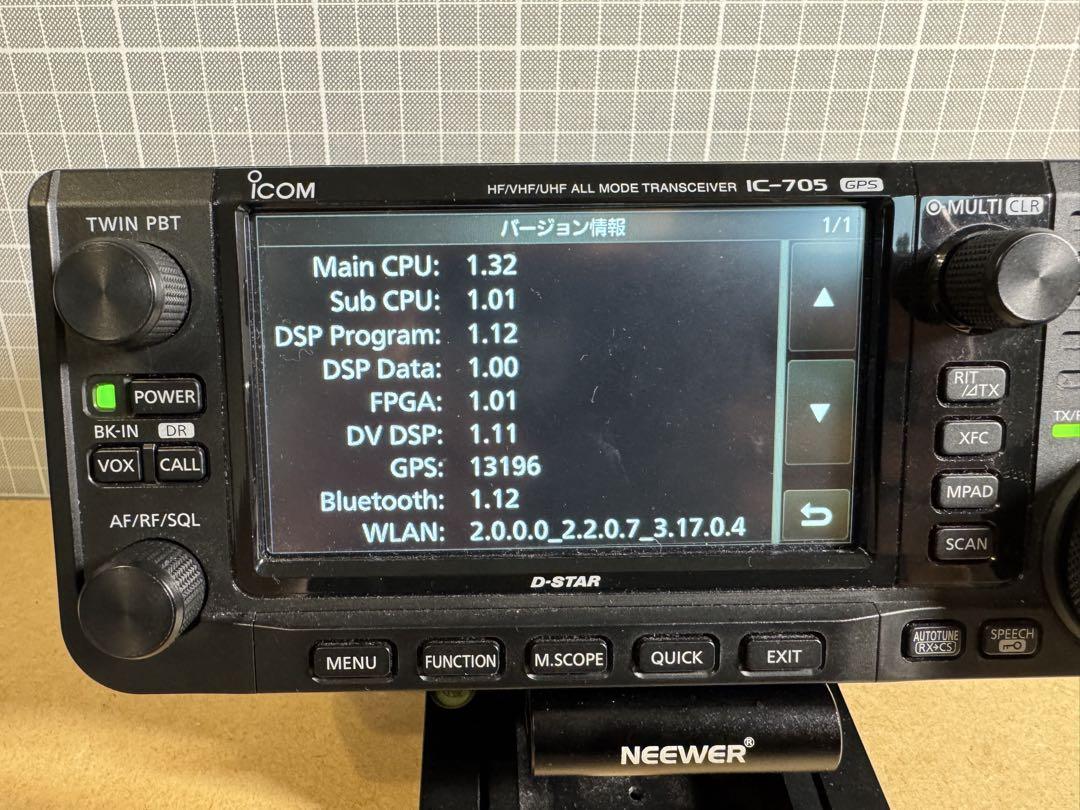 ICOM
HF/VHF/UHF ALL MODE TRANSCEIVER IC-705 GPS
TWIN PBT
MULTI CLR
バージョン情報 1/1
Main CPU: 1.32
Sub CPU: 1.01
DSP Program: 1.12
DSP Data: 1.00
FPGA: 1.01
DV DSP: 1.11
GPS: 13196
Bluetooth: 1.12
WLAN: 2.0.0.0_2.2.0.7_3.17.0.4
POWER
BK-IN DR
VOX CALL
AF/RF/SQL
RIT
/⊿TX
XFC
MPAD
SCAN
D-STAR
MENU FUNCTION M.SCOPE QUICK EXIT
AUTOTUNE
RX→CS
SPEECH
NEEWER®